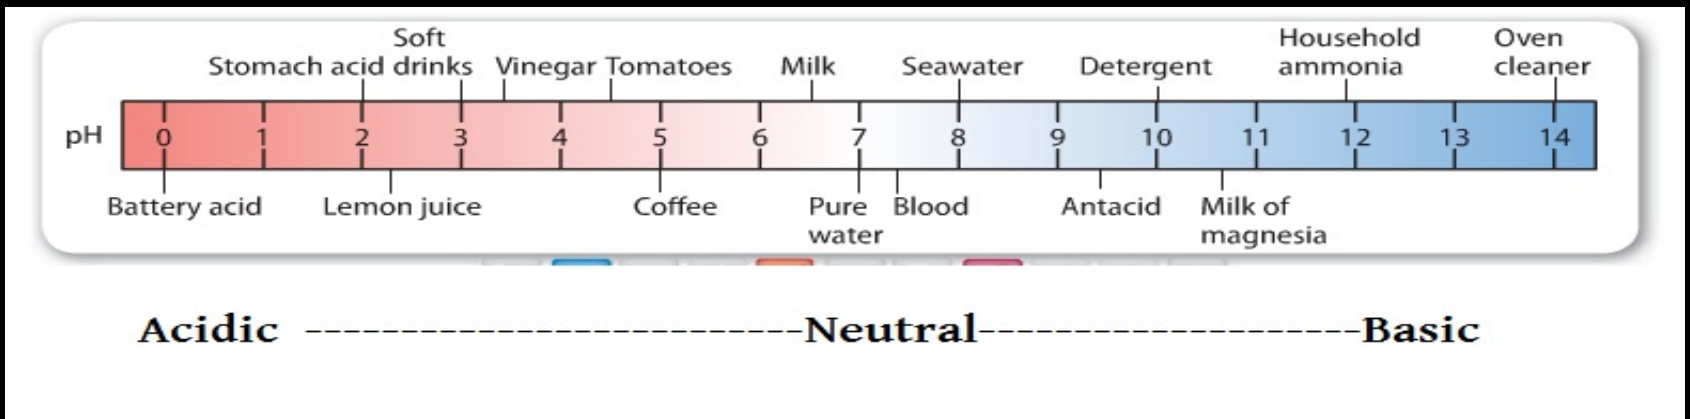 Soft
Household
Oven
Stomach acid drinks Vinegar Tomatoes Milk Seawater Detergent ammonia cleaner
pH 0 1 2 3 4 5 6 7 8 9 10 11 12 13 14
Battery acid Lemon juice Coffee Pure Blood Antacid Milk of
water magnesia
Acidic --------------------------Neutral--------------------Basic